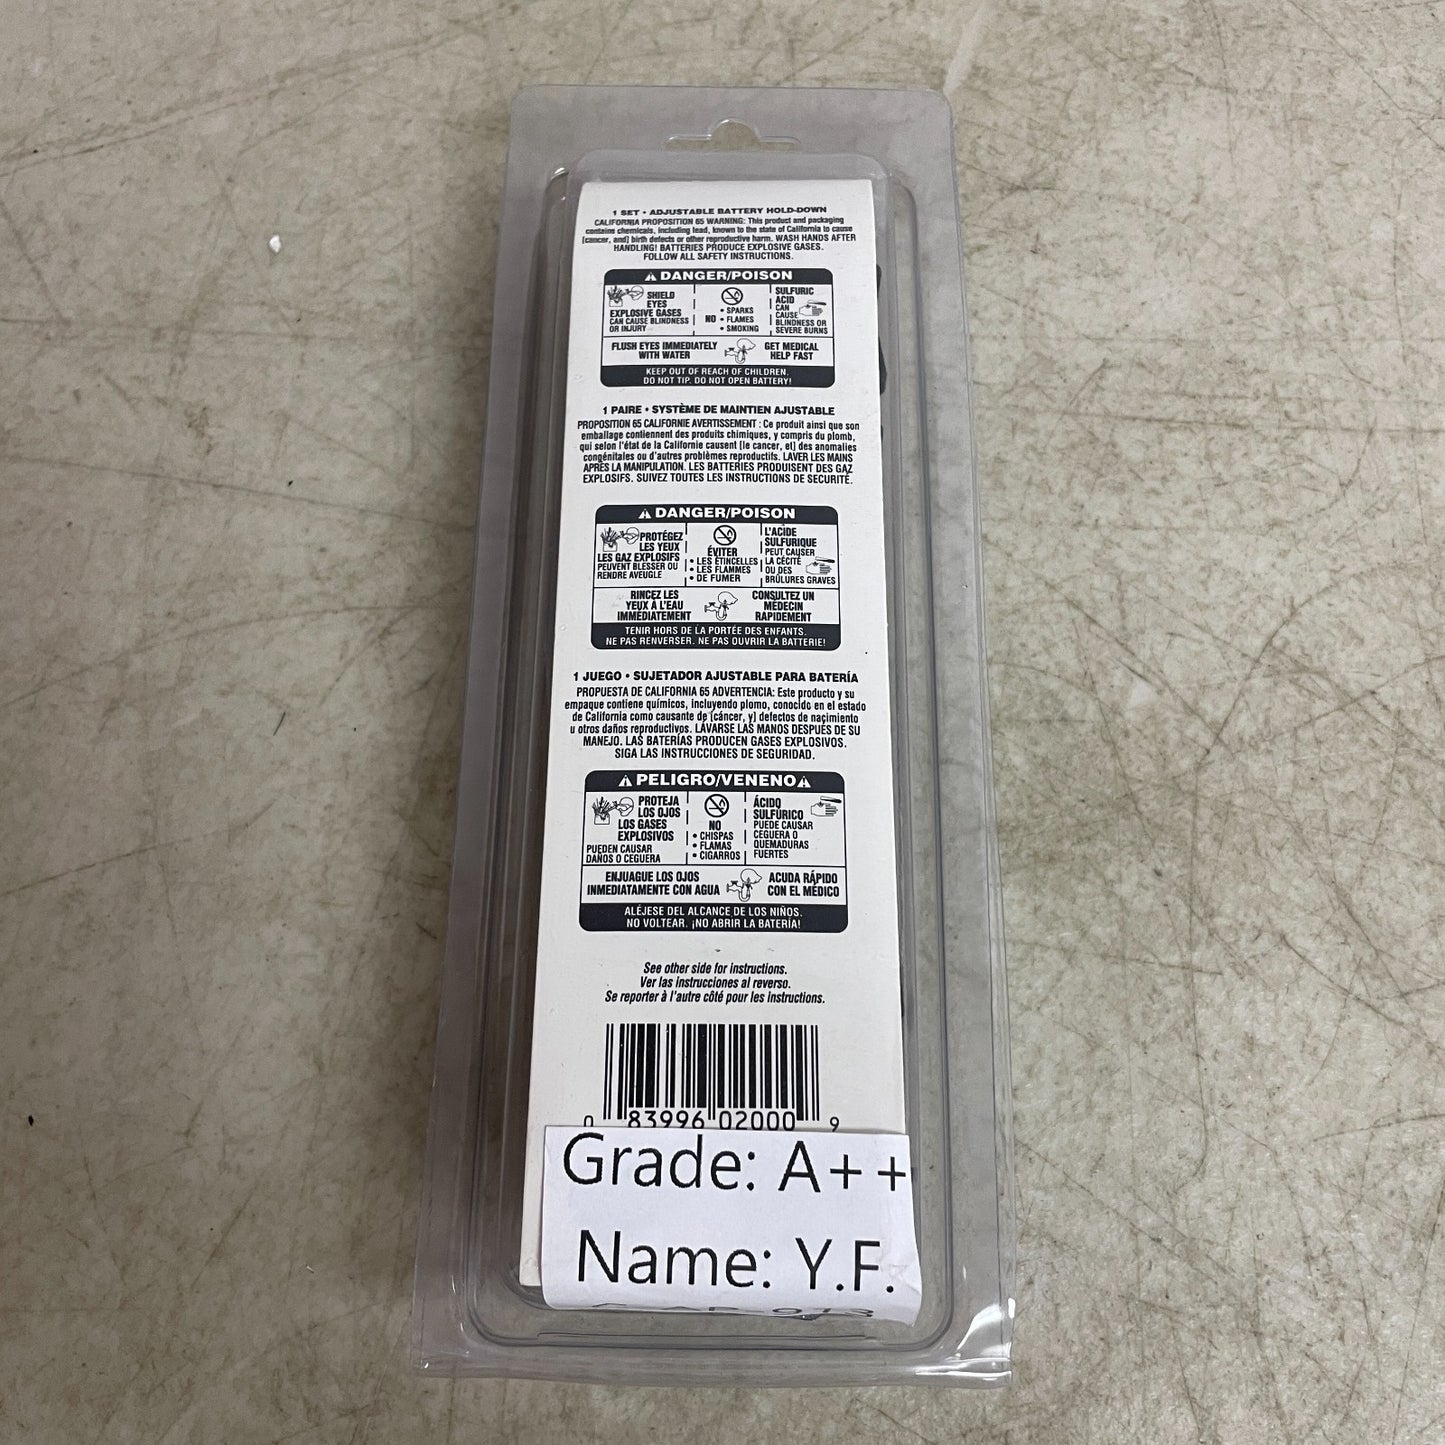 1 SET • ADJUSTABLE BATTERY HOLD-DOWN
CALIFORNIA PROPOSITION 65 WARNING: This product and packaging
contains chemicals, including lead, known to the state of California to cause
[cancer, and] birth defects or other reproductive harm. WASH HANDS AFTER
HANDLING! BATTERIES PRODUCE EXPLOSIVE GASES.
FOLLOW ALL SAFETY INSTRUCTIONS.
DANGER/POISON
SHIELD
EYES
EXPLOSIVE GASES
CAN CAUSE BLINDNESS
OR INJURY
NO
• SPARKS
• FLAMES
• SMOKING
SULFURIC
ACID
CAN
CAUSE
BLINDNESS OR
SEVERE BURNS
FLUSH EYES IMMEDIATELY
WITH WATER
GET MEDICAL
HELP FAST
KEEP OUT OF REACH OF CHILDREN.
DO NOT TIP. DO NOT OPEN BATTERY!
1 PAIRE • SYSTÈME DE MAINTIEN AJUSTABLE
PROPOSITION 65 CALIFORNIE AVERTISSEMENT : Ce produit ainsi que son
emballage contiennent des produits chimiques, y compris du plomb,
qui selon l'état de la Californie causent [le cancer, et] des anomalies
congénitales ou d'autres problèmes reproductifs. LAVER LES MAINS
APRÈS LA MANIPULATION. LES BATTERIES PRODUISENT DES GAZ
EXPLOSIFS. SUIVEZ TOUTES LES INSTRUCTIONS DE SECURITÉ.
DANGER/POISON
PROTÉGEZ
LES YEUX
LES GAZ EXPLOSIFS
PEUVENT BLESSER OU
RENDRE AVEUGLE
ÉVITER
• LES ÉTINCELLES
• LES FLAMMES
• DE FUMER
L'ACIDE
SULFURIQUE
PEUT CAUSER
LA CÉCITÉ
OU DES
BRÛLURES GRAVES
RINCEZ LES
YEUX À L'EAU
IMMÉDIATEMENT
CONSULTEZ UN
MÉDECIN
RAPIDEMENT
TENIR HORS DE LA PORTÉE DES ENFANTS.
NE PAS RENVERSER. NE PAS OUVRIR LA BATTERIE!
1 JUEGO • SUJETADOR AJUSTABLE PARA BATERÍA
PROPUESTA DE CALIFORNIA 65 ADVERTENCIA: Este producto y su
empaque contiene químicos, incluyendo plomo, conocido en el estado
de California como causante de [cáncer, y] defectos de naçimiento
u otros daños reproductivos. LAVARSE LAS MANOS DESPUÉS DE SU
MANEJO. LAS BATERÍAS PRODUCEN GASES EXPLOSIVOS.
SIGA LAS INSTRUCCIONES DE SEGURIDAD.
PELIGRO/VENENO
PROTEJA
LOS OJOS
LOS GASES
EXPLOSIVOS
PUEDEN CAUSAR
DAÑOS O CEGUERA
NO
• CHISPAS
• FLAMAS
• CIGARROS
ÁCIDO
SULFÚRICO
PUEDE CAUSAR
CEGUERA O
QUEMADURAS
FUERTES
ENJUAGUE LOS OJOS
INMEDIATAMENTE CON AGUA
ACUDA RÁPIDO
CON EL MÉDICO
ALÉJESE DEL ALCANCE DE LOS NIÑOS.
NO VOLTEAR. ¡NO ABRIR LA BATERÍA!
See other side for instructions.
Ver las instrucciones al reverso.
Se reporter à l'autre côté pour les instructions.
0 83996 02000 9
Grade: A++
Name: Y.F.